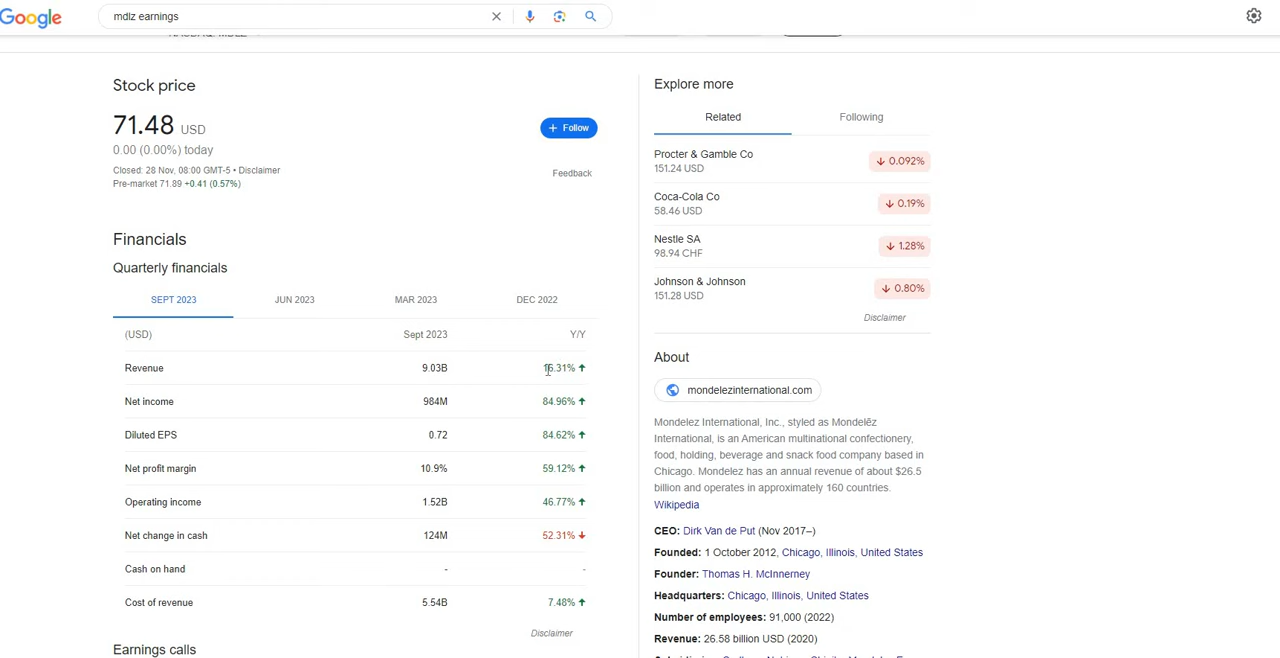 Google
mdlz earnings
Stock price
71.48 USD
0.00 (0.00%) today
Closed: 28 Nov, 08:00 GMT-5 • Disclaimer
Pre-market 71.89 +0.41 (0.57%)
+ Follow
Feedback
Financials
Quarterly financials
SEPT 2023 JUN 2023 MAR 2023 DEC 2022
(USD) Sept 2023 Y/Y
Revenue 9.03B 16.31% ↑
Net income 984M 84.96% ↑
Diluted EPS 0.72 84.62% ↑
Net profit margin 10.9% 59.12% ↑
Operating income 1.52B 46.77% ↑
Net change in cash 124M 52.31% ↓
Cash on hand - -
Cost of revenue 5.54B 7.48% ↑
Disclaimer
Earnings calls
Explore more
Related Following
Procter & Gamble Co
151.24 USD
↓ 0.092%
Coca-Cola Co
58.46 USD
↓ 0.19%
Nestle SA
98.94 CHF
↓ 1.28%
Johnson & Johnson
151.28 USD
↓ 0.80%
Disclaimer
About
mondelezinternational.com
Mondelez International, Inc., styled as Mondelēz
International, is an American multinational confectionery,
food, holding, beverage and snack food company based in
Chicago. Mondelez has an annual revenue of about $26.5
billion and operates in approximately 160 countries.
Wikipedia
CEO: Dirk Van de Put (Nov 2017–)
Founded: 1 October 2012, Chicago, Illinois, United States
Founder: Thomas H. McInnerney
Headquarters: Chicago, Illinois, United States
Number of employees: 91,000 (2022)
Revenue: 26.58 billion USD (2020)